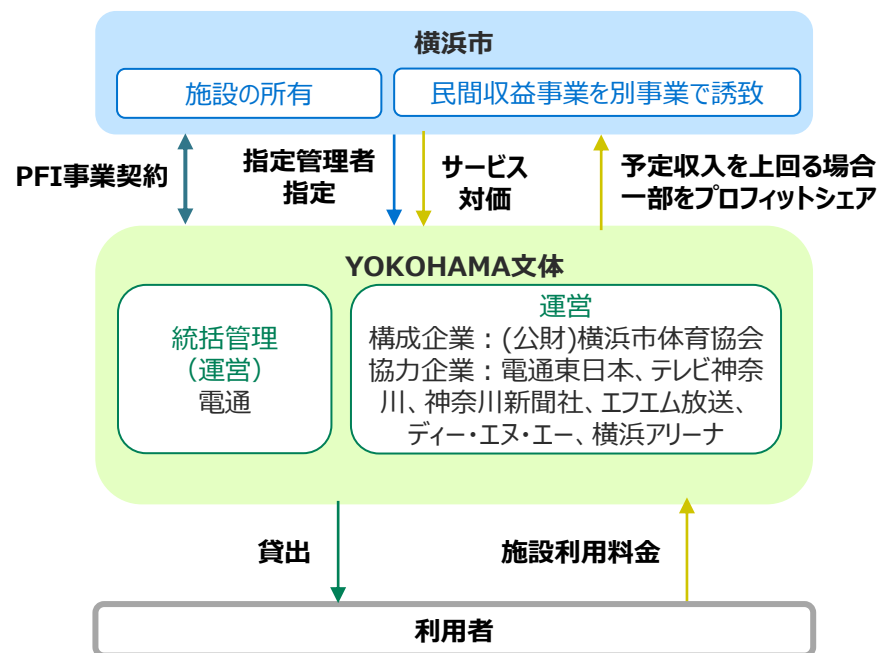 横浜市
施設の所有
民間収益事業を別事業で誘致
PFI事業契約
指定管理者
指定
サービス
対価
予定収入を上回る場合
一部をプロフィットシェア
YOKOHAMA文体
統括管理
（運営）
電通
運営
構成企業：(公財)横浜市体育協会
協力企業：電通東日本、テレビ神奈
川、神奈川新聞社、エフエム放送、
ディー・エヌ・エー、横浜アリーナ
貸出
施設利用料金
利用者